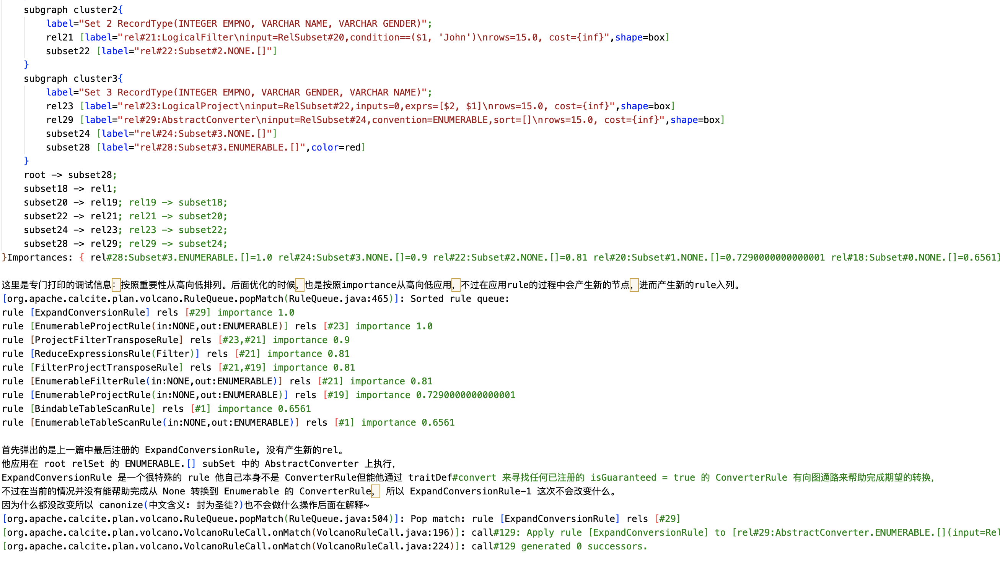 subgraph cluster2{
label="Set 2 RecordType(INTEGER EMPNO, VARCHAR NAME, VARCHAR GENDER)";
rel21 [label="rel#21:LogicalFilter\ninput=RelSubset#20,condition==($1, 'John')\nrows=15.0, cost={inf}",shape=box]
subset22 [label="rel#22:Subset#2.NONE.[]"]
}
subgraph cluster3{
label="Set 3 RecordType(INTEGER EMPNO, VARCHAR GENDER, VARCHAR NAME)";
rel23 [label="rel#23:LogicalProject\ninput=RelSubset#22,inputs=0,exprs=[$2, $1]\nrows=15.0, cost={inf}",shape=box]
rel29 [label="rel#29:AbstractConverter\ninput=RelSubset#24,convention=ENUMERABLE,sort=[]\nrows=15.0, cost={inf}",shape=box]
subset24 [label="rel#24:Subset#3.NONE.[]"]
subset28 [label="rel#28:Subset#3.ENUMERABLE.[]",color=red]
}
root -> subset28;
subset18 -> rel1;
subset20 -> rel19; rel19 -> subset18;
subset22 -> rel21; rel21 -> subset20;
subset24 -> rel23; rel23 -> subset22;
subset28 -> rel29; rel29 -> subset24;
}Importances: { rel#28:Subset#3.ENUMERABLE.[]=1.0 rel#24:Subset#3.NONE.[]=0.9 rel#22:Subset#2.NONE.[]=0.81 rel#20:Subset#1.NONE.[]=0.7290000000000001 rel#18:Subset#0.NONE.[]=0.6561}
这里是专门打印的调试信息：按照重要性从高向低排列。后面优化的时候，也是按照importance从高向低应用，不过在应用rule的过程中会产生新的节点，进而产生新的rule入列。
[org.apache.calcite.plan.volcano.RuleQueue.popMatch(RuleQueue.java:465)]: Sorted rule queue:
rule [ExpandConversionRule] rels [#29] importance 1.0
rule [EnumerableProjectRule(in:NONE,out:ENUMERABLE)] rels [#23] importance 1.0
rule [ProjectFilterTransposeRule] rels [#23,#21] importance 0.9
rule [ReduceExpressionsRule(Filter)] rels [#21] importance 0.81
rule [FilterProjectTransposeRule] rels [#21,#19] importance 0.81
rule [EnumerableFilterRule(in:NONE,out:ENUMERABLE)] rels [#21] importance 0.81
rule [EnumerableProjectRule(in:NONE,out:ENUMERABLE)] rels [#19] importance 0.7290000000000001
rule [BindableTableScanRule] rels [#1] importance 0.6561
rule [EnumerableTableScanRule(in:NONE,out:ENUMERABLE)] rels [#1] importance 0.6561
首先弹出的是上一篇中最后注册的 ExpandConversionRule, 没有产生新的rel。
他应用在 root relSet 的 ENUMERABLE.[] subSet 中的 AbstractConverter 上执行,
ExpandConversionRule 是一个很特殊的 rule 他自己本身不是 ConverterRule但能他通过 traitDef#convert 来寻找任何已注册的 isGuaranteed = true 的 ConverterRule 有向图通路来帮助完成期望的转换,
不过在当前的情况并没有能帮助完成从 None 转换到 Enumerable 的 ConverterRule， 所以 ExpandConversionRule-1 这次不会改变什么。
因为什么都没改变所以 canonize(中文含义: 封为圣徒?)也不会做什么操作后面在解释~
[org.apache.calcite.plan.volcano.RuleQueue.popMatch(RuleQueue.java:504)]: Pop match: rule [ExpandConversionRule] rels [#29]
[org.apache.calcite.plan.volcano.VolcanoRuleCall.onMatch(VolcanoRuleCall.java:196)]: call#129: Apply rule [ExpandConversionRule] to [rel#29:AbstractConverter.ENUMERABLE.[](input=Rel
[org.apache.calcite.plan.volcano.VolcanoRuleCall.onMatch(VolcanoRuleCall.java:224)]: call#129 generated 0 successors.